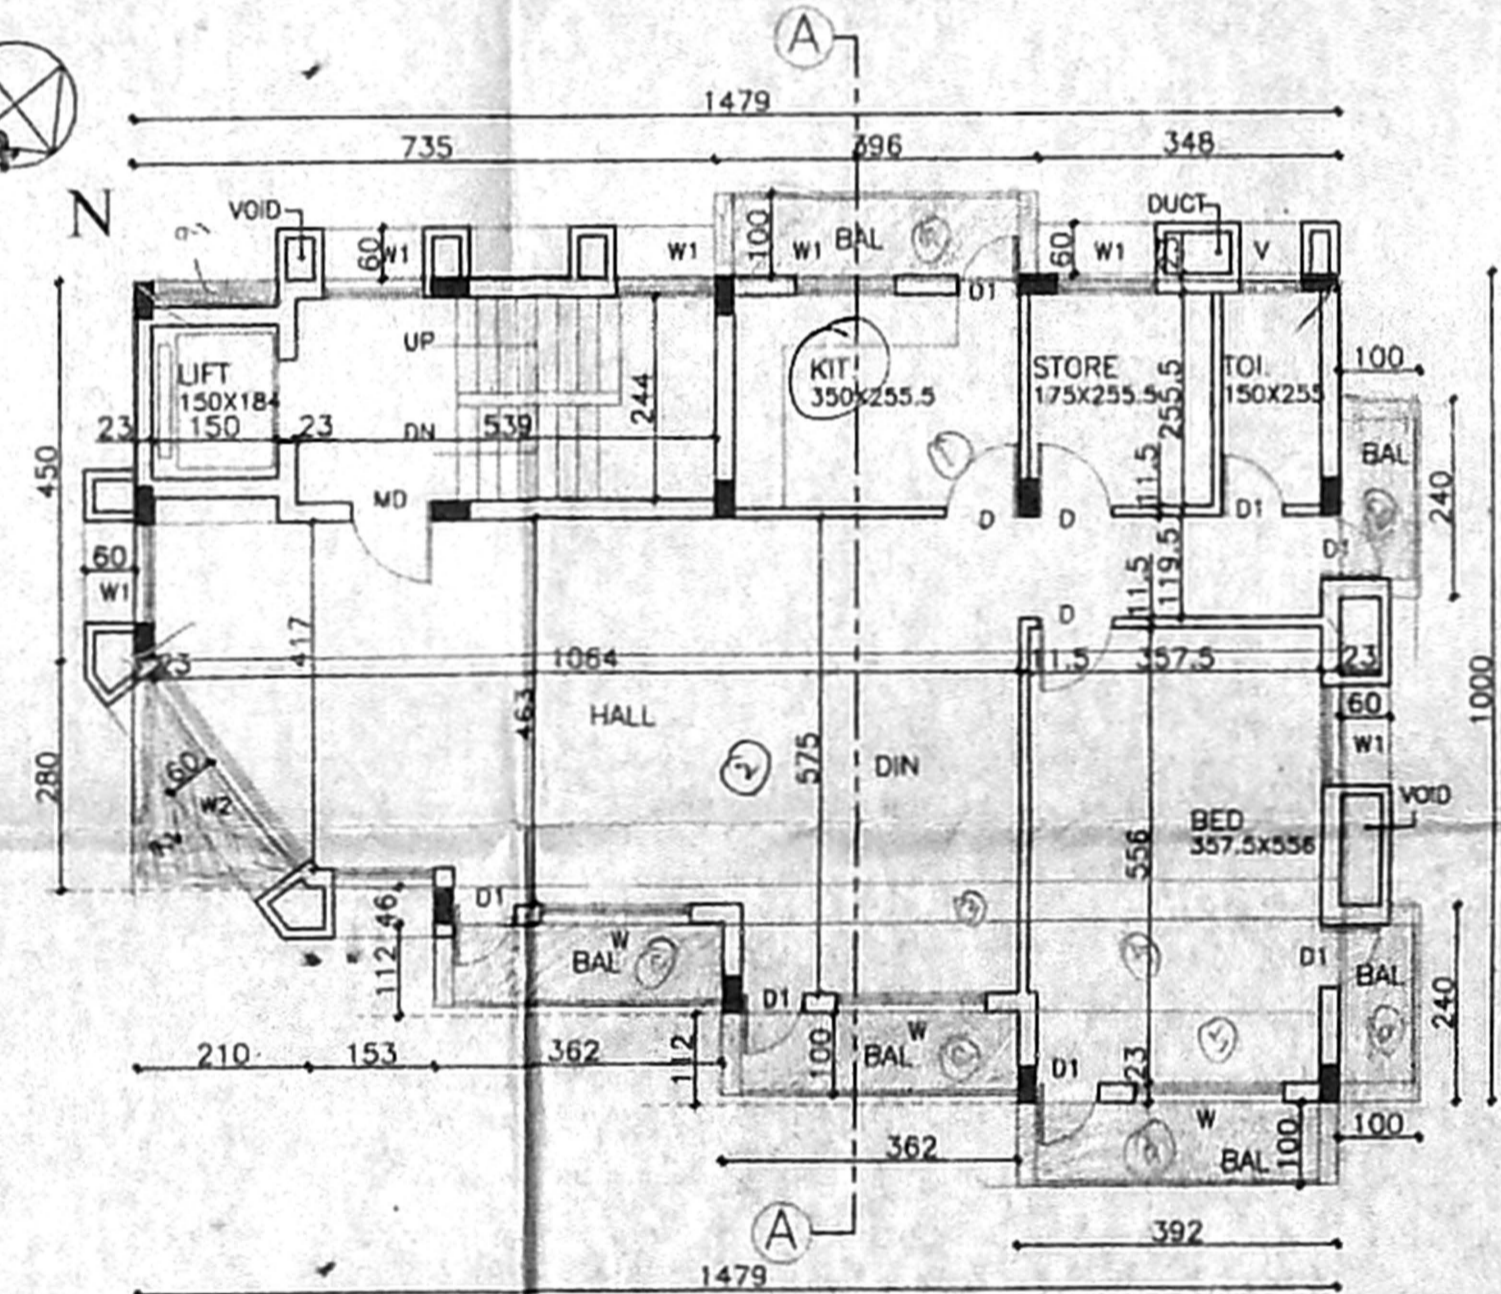 A
1479
735
396
348
N
VOID
DUCT
60
W1
W1
100
W1
BAL
60
W1
23
V
D1
UP
LIFT
150X184
150
KIT
350X255.5
STORE
175X255.5
TOI.
150X255
100
244
255.5
23
23
DN
539
BAL
450
11.5
240
MD
D
D
D1
60
W1
11.5
119.5
D1
D
417
23
1064
11.5
357.5
23
463
HALL
60
1000
W1
280
60
W2
575
DIN
VOID
BED
357.5X556
556
46
D1
112
W
BAL
D1
BAL
D1
W
BAL
240
210
153
362
112
100
D1
23
W
BAL
100
100
362
A
392
1479